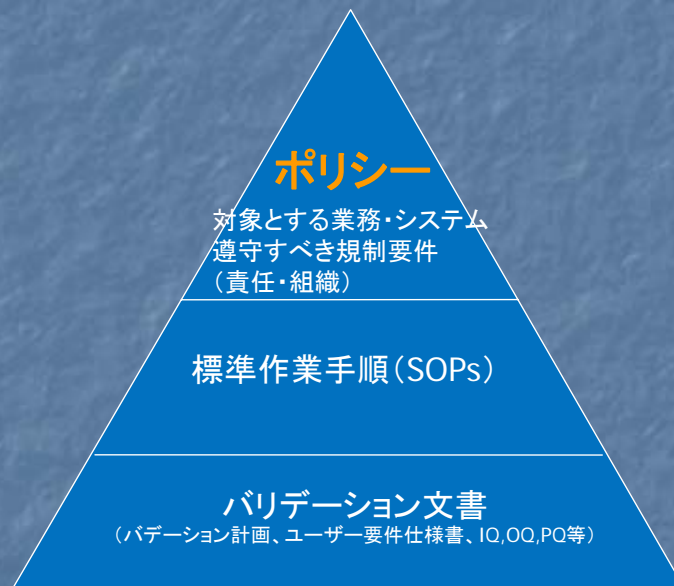 ポリシー
対象とする業務・システム
遵守すべき規制要件
（責任・組織）
標準作業手順（SOPs）
バリデーション文書
（バデーション計画、ユーザー要件仕様書、IQ,OQ,PQ等）